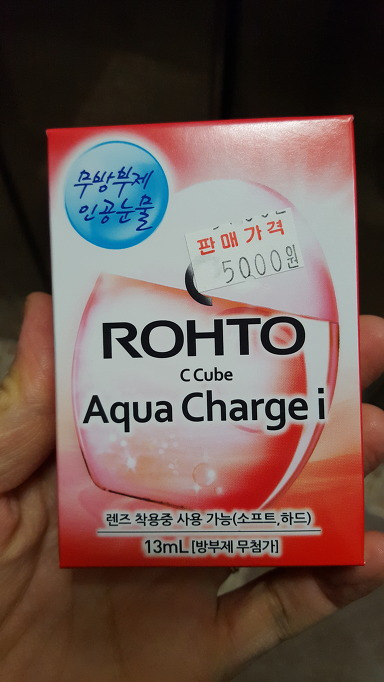 무방부제
인공눈물
판매가격
5000원
ROHTO
C Cube
Aqua Charge i
렌즈 착용중 사용 가능(소프트,하드)
13mL [방부제 무첨가]